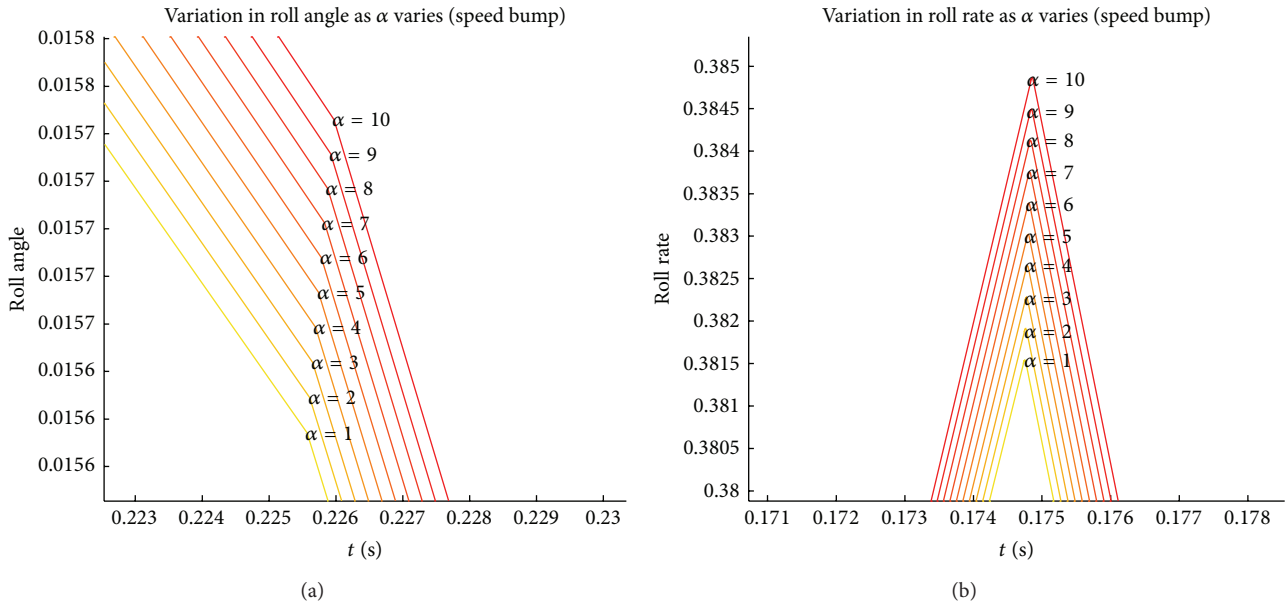 Variation in roll angle as α varies (speed bump)
0.0158
0.0158
0.0157
0.0157
0.0157
0.0157
0.0157
0.0156
0.0156
0.0156
Roll angle
α = 10
α = 9
α = 8
α = 7
α = 6
α = 5
α = 4
α = 3
α = 2
α = 1
0.223 0.224 0.225 0.226 0.227 0.228 0.229 0.23
t (s)
(a)
Variation in roll rate as α varies (speed bump)
0.385
0.3845
0.384
0.3835
0.383
0.3825
0.382
0.3815
0.381
0.3805
0.38
Roll rate
α = 10
α = 9
α = 8
α = 7
α = 6
α = 5
α = 4
α = 3
α = 2
α = 1
0.171 0.172 0.173 0.174 0.175 0.176 0.177 0.178
t (s)
(b)